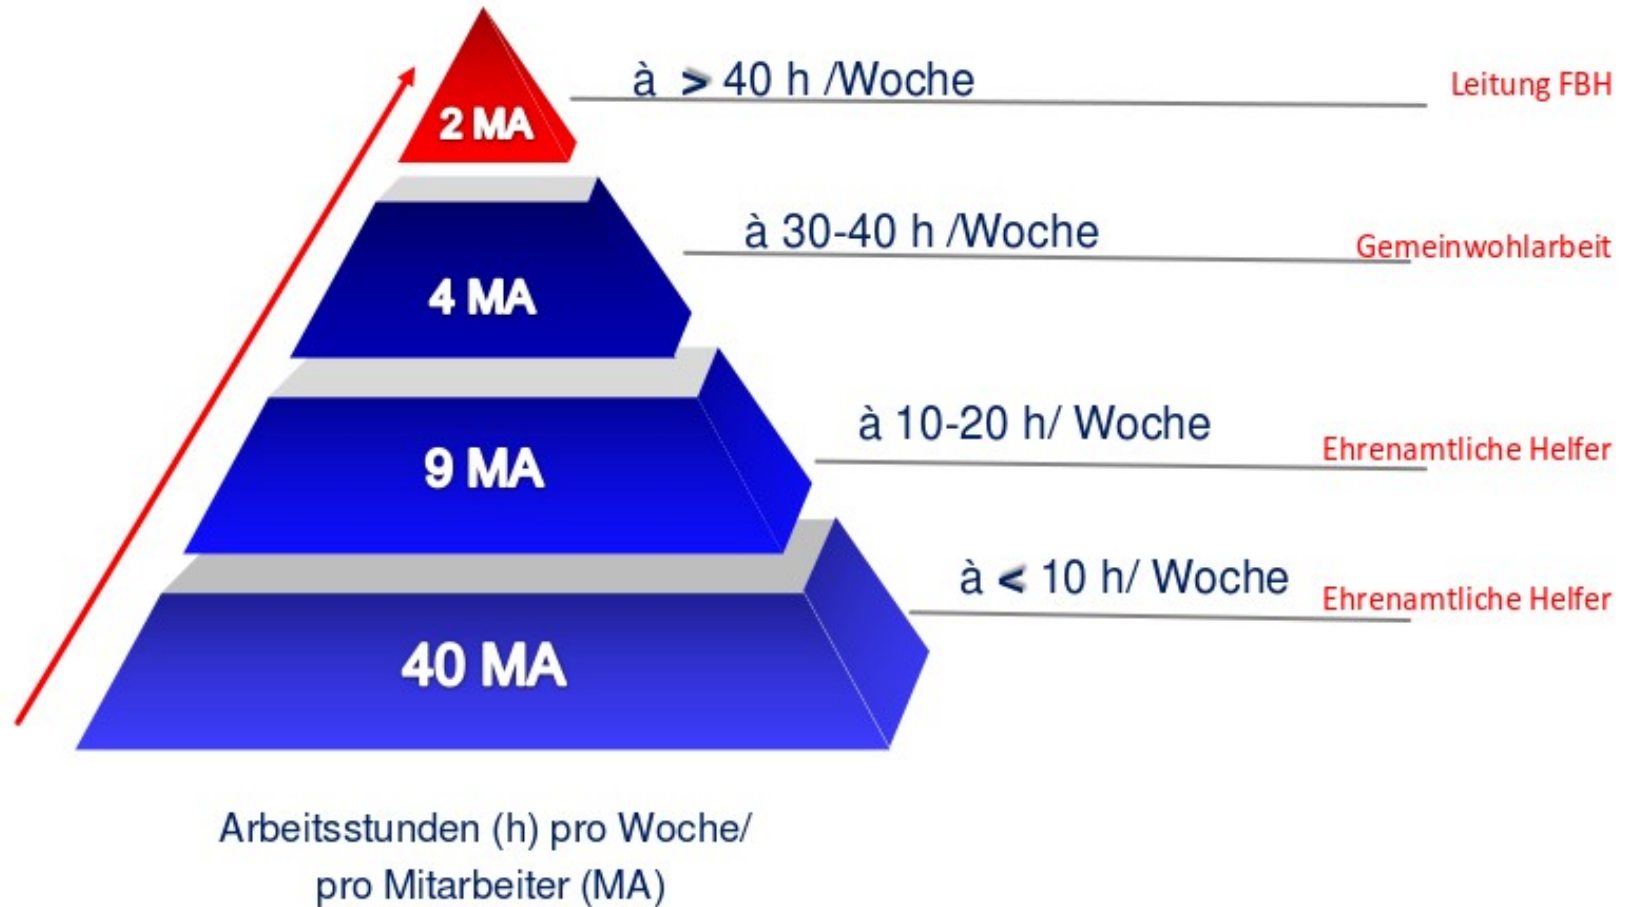 2 MA
à > 40 h /Woche
Leitung FBH
4 MA
à 30-40 h /Woche
Gemeinwohlarbeit
9 MA
à 10-20 h/ Woche
Ehrenamtliche Helfer
40 MA
à < 10 h/ Woche
Ehrenamtliche Helfer
Arbeitsstunden (h) pro Woche/
pro Mitarbeiter (MA)